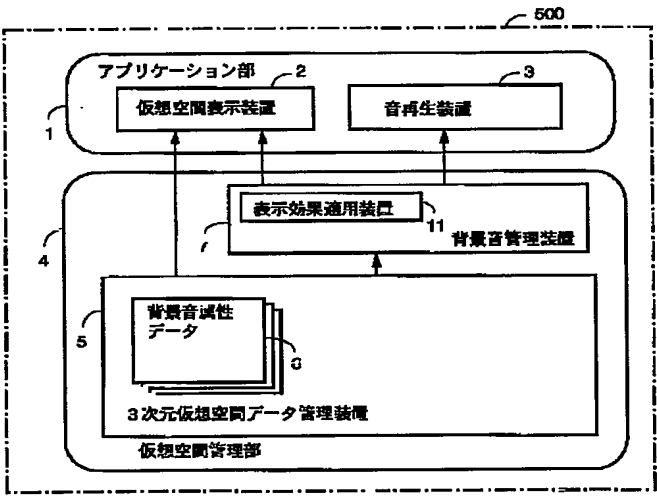 500
アプリケーション部
2
3
仮想空間表示装置
音再生装置
1
表示効果適用装置
11
背景音管理装置
4
背景音属性
データ
5
3次元仮想空間データ管理装置
仮想空間管理部